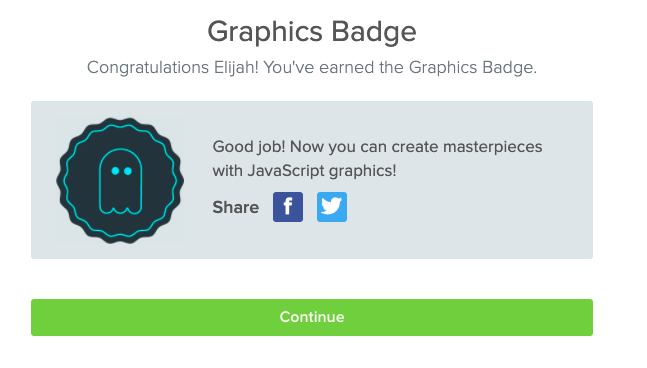 Graphics Badge
Congratulations Elijah! You've earned the Graphics Badge.
Good job! Now you can create masterpieces
with JavaScript graphics!
Share
Continue